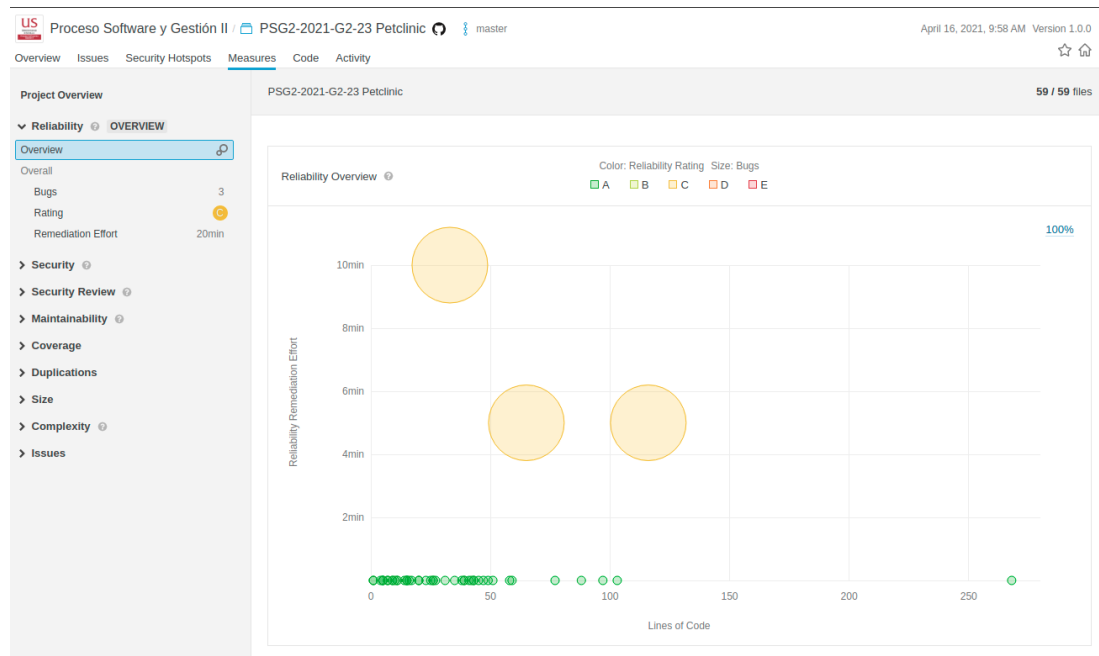 US
Proceso Software y Gestión II / PSG2-2021-G2-23 Petclinic master
April 16, 2021, 9:58 AM Version 1.0.0
Overview Issues Security Hotspots Measures Code Activity
Project Overview
PSG2-2021-G2-23 Petclinic
59 / 59 files
Reliability ? OVERVIEW
Overview
Overall
Bugs 3
Rating C
Remediation Effort 20min
Security ?
Security Review ?
Maintainability ?
Coverage
Duplications
Size
Complexity ?
Issues
Reliability Overview ?
Color: Reliability Rating Size: Bugs
A B C D E
100%
Reliability Remediation Effort
10min
8min
6min
4min
2min
0 50 100 150 200 250
Lines of Code